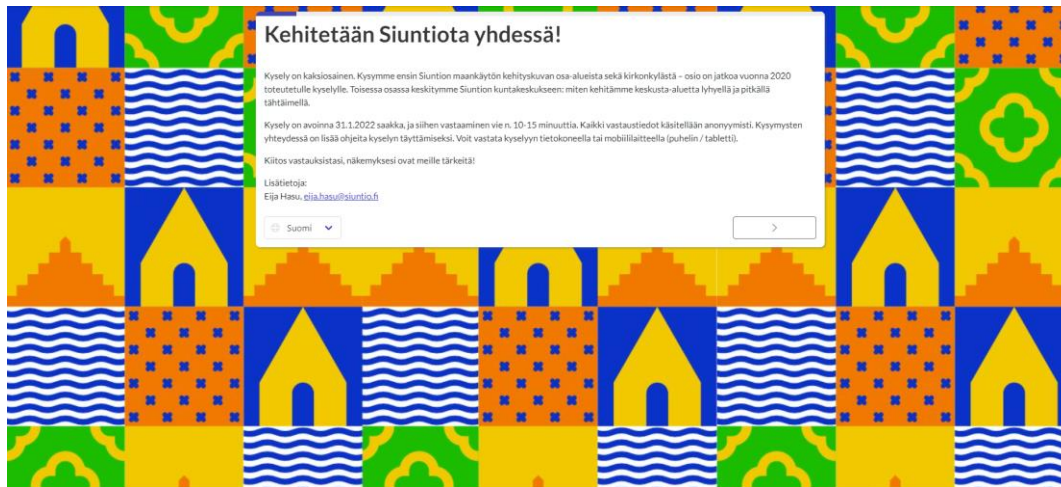 Kehitetään Siuntiota yhdessä!
Kysely on kaksiosainen. Kysymme ensin Siuntion maankäytön kehityskuvan osa-alueista sekä kirkonkylästä – osio on jatkoa vuonna 2020
toteutetulle kyselylle. Toisessa osassa keskitymme Siuntion kuntakeskukseen: miten kehitämme keskusta-aluetta lyhyellä ja pitkällä
tähtäimellä.
Kysely on avoinna 31.1.2022 saakka, ja siihen vastaaminen vie n. 10-15 minuuttia. Kaikki vastaustiedot käsitellään anonyymisti. Kysymysten
yhteydessä on lisää ohjeita kyselyn täyttämiseksi. Voit vastata kyselyyn tietokoneella tai mobiililaitteella (puhelin / tabletti).
Kiitos vastauksistasi, näkemyksesi ovat meille tärkeitä!
Lisätietoja:
Eija Hasu, eija.hasu@siuntio.fi
Suomi